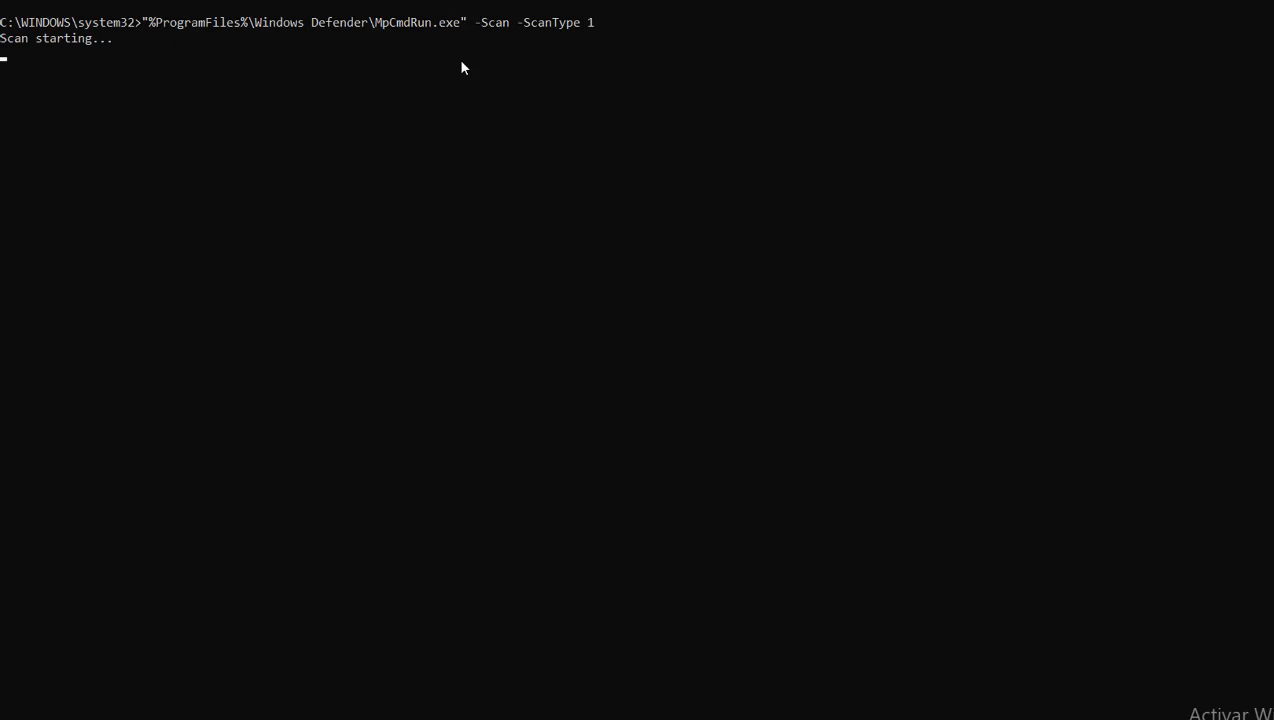 C:\WINDOWS\system32>"%ProgramFiles%\Windows Defender\MpCmdRun.exe" -Scan -ScanType 1
Scan starting...
Activar